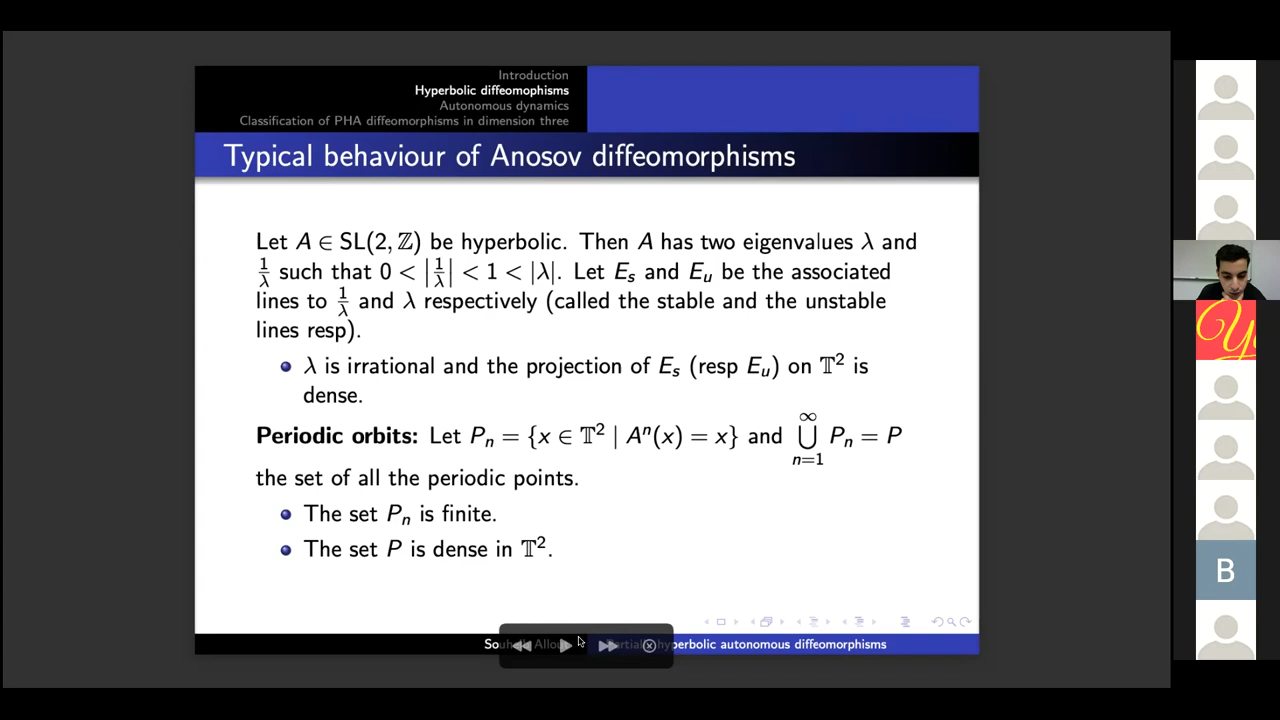 Introduction
Hyperbolic diffeomophisms
Autonomous dynamics
Classification of PHA diffeomorphisms in dimension three
Typical behaviour of Anosov diffeomorphisms
Let A ∈ SL(2, ℤ) be hyperbolic. Then A has two eigenvalues λ and
1/λ such that 0 < |1/λ| < 1 < |λ|. Let E_s and E_u be the associated
lines to 1/λ and λ respectively (called the stable and the unstable
lines resp).
λ is irrational and the projection of E_s (resp E_u) on 𝕋² is
dense.
Periodic orbits: Let P_n = {x ∈ 𝕋² | Aⁿ(x) = x} and ⋃_{n=1}^{∞} P_n = P
the set of all the periodic points.
The set P_n is finite.
The set P is dense in 𝕋².
hyperbolic autonomous diffeomorphisms
B